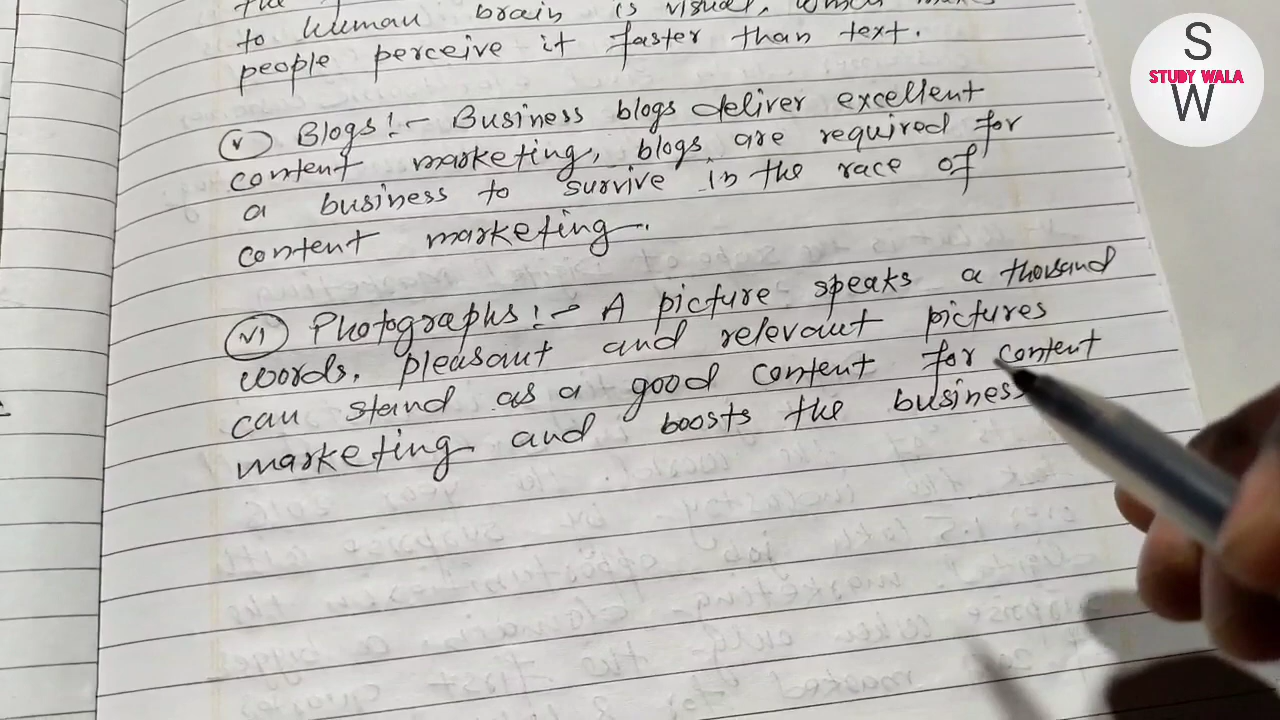 to human brain is visual, which makes
people perceive it faster than text.
(v) Blogs:- Business blogs deliver excellent
content marketing, blogs are required for
a business to survive in the race of
content marketing.
(vi) Photographs:- A picture speaks a thousand
words. pleasant and relevant pictures
can stand as a good content for content
marketing and boosts the business
S
STUDY WALA
W